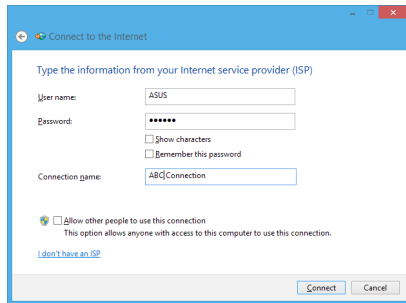 Connect to the Internet
Type the information from your Internet service provider (ISP)
User name: ASUS
Password: ••••••
Show characters
Remember this password
Connection name: ABC Connection
Allow other people to use this connection
This option allows anyone with access to this computer to use this connection.
I don't have an ISP
Connect Cancel